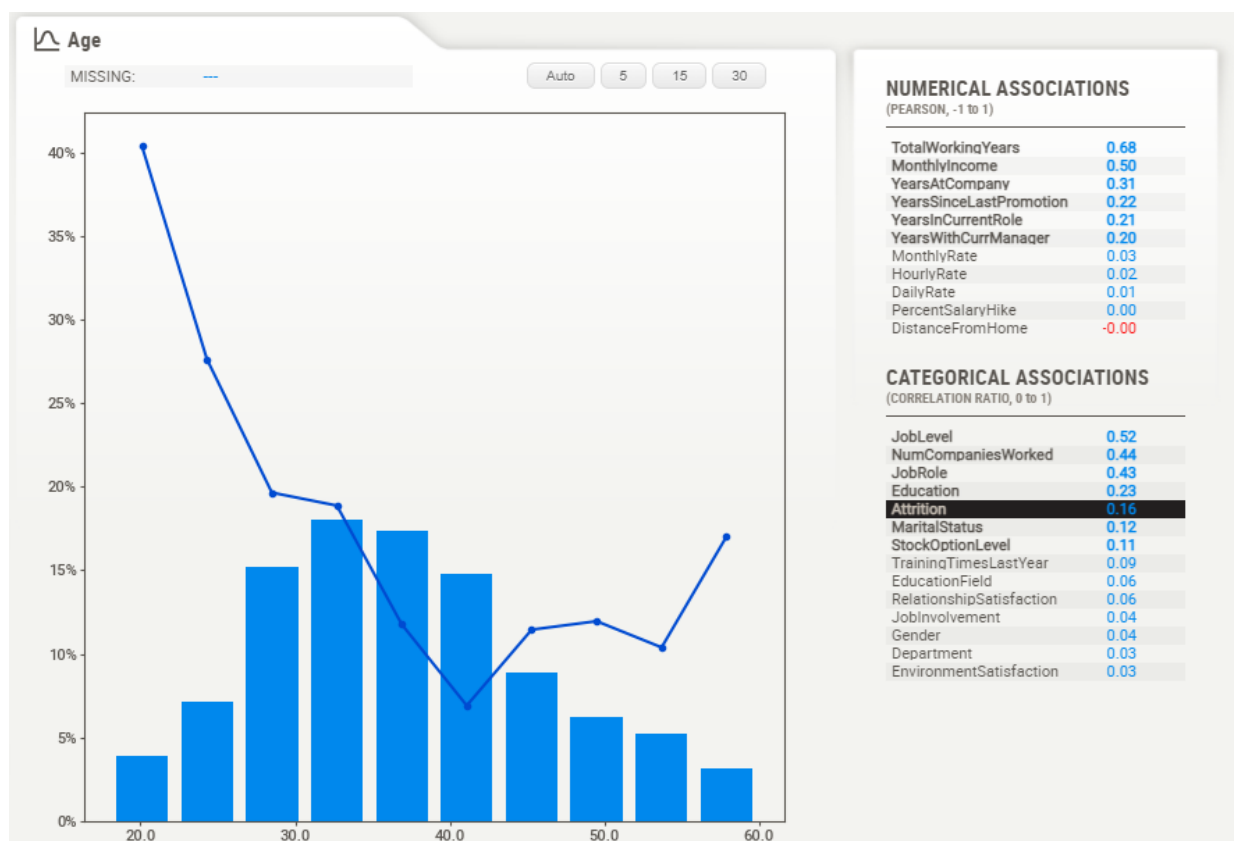 Age
MISSING: ---
Auto 5 15 30
40%
35%
30%
25%
20%
15%
10%
5%
0%
20.0 30.0 40.0 50.0 60.0
NUMERICAL ASSOCIATIONS
(PEARSON, -1 to 1)
TotalWorkingYears 0.68
MonthlyIncome 0.50
YearsAtCompany 0.31
YearsSinceLastPromotion 0.22
YearsInCurrentRole 0.21
YearsWithCurrManager 0.20
MonthlyRate 0.03
HourlyRate 0.02
DailyRate 0.01
PercentSalaryHike 0.00
DistanceFromHome -0.00
CATEGORICAL ASSOCIATIONS
(CORRELATION RATIO, 0 to 1)
JobLevel 0.52
NumCompaniesWorked 0.44
JobRole 0.43
Education 0.23
Attrition 0.16
MaritalStatus 0.12
StockOptionLevel 0.11
TrainingTimesLastYear 0.09
EducationField 0.06
RelationshipSatisfaction 0.06
JobInvolvement 0.04
Gender 0.04
Department 0.03
EnvironmentSatisfaction 0.03